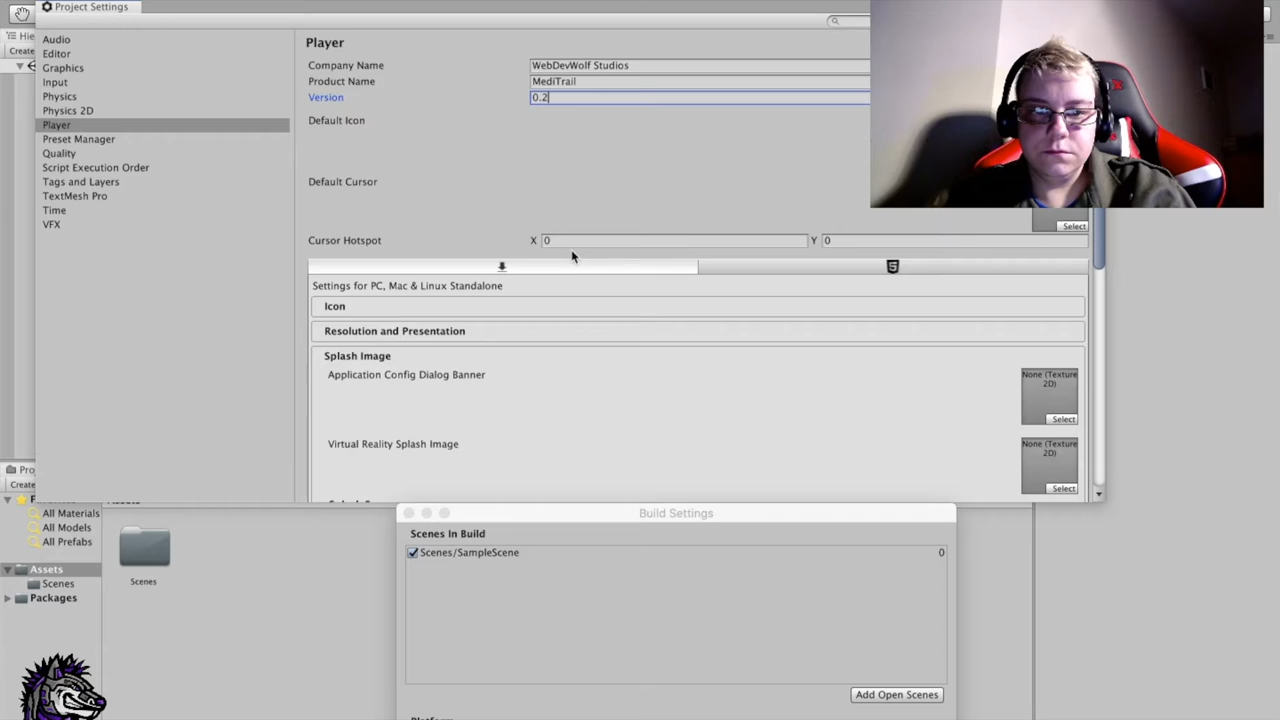 Project Settings
Hie
Create
Audio
Editor
Graphics
Input
Physics
Physics 2D
Player
Preset Manager
Quality
Script Execution Order
Tags and Layers
TextMesh Pro
Time
VFX
Player
Company Name WebDevWolf Studios
Product Name MediTrail
Version 0.2
Default Icon
Default Cursor
Select
Cursor Hotspot X 0 Y 0
Settings for PC, Mac & Linux Standalone
Icon
Resolution and Presentation
Splash Image
Application Config Dialog Banner
None (Texture 2D)
Select
Virtual Reality Splash Image
None (Texture 2D)
Select
Proj
Create
All Materials
All Models
All Prefabs
Assets
Scenes
Packages
Scenes
Build Settings
Scenes In Build
Scenes/SampleScene 0
Add Open Scenes